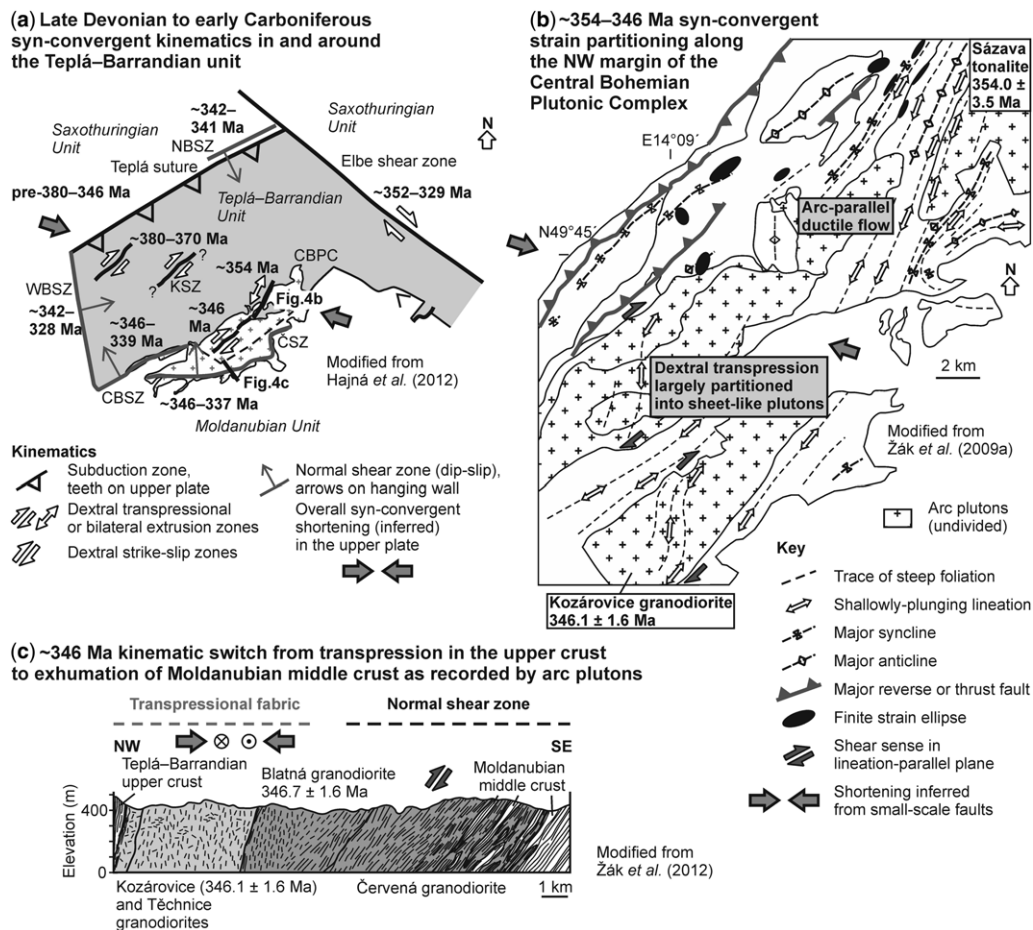 (a) Late Devonian to early Carboniferous
syn-convergent kinematics in and around
the Teplá–Barrandian unit
~342–
341 Ma
Saxothuringian
Unit
NBSZ
Teplá suture
Saxothuringian
Unit
N
Elbe shear zone
pre-380–346 Ma
Teplá–Barrandian
Unit
~352–329 Ma
~380–370 Ma
?
KSZ
?
~354 Ma
CBPC
Fig.4b
WBSZ
~342–
328 Ma
~346–
339 Ma
~346
Ma
ČSZ
Fig.4c
CBSZ
~346–337 Ma
Moldanubian Unit
Modified from
Hajná et al. (2012)
Kinematics
Subduction zone,
teeth on upper plate
Dextral transpressional
or bilateral extrusion zones
Dextral strike-slip zones
Normal shear zone (dip-slip),
arrows on hanging wall
Overall syn-convergent
shortening (inferred)
in the upper plate
(b) ~354–346 Ma syn-convergent
strain partitioning along
the NW margin of the
Central Bohemian
Plutonic Complex
Sázava
tonalite
354.0 ±
3.5 Ma
E14°09´
N49°45´
Arc-parallel
ductile flow
N
Dextral transpression
largely partitioned
into sheet-like plutons
2 km
Modified from
Žák et al. (2009a)
Arc plutons
(undivided)
Kozárovice granodiorite
346.1 ± 1.6 Ma
Key
Trace of steep foliation
Shallowly-plunging lineation
Major syncline
Major anticline
Major reverse or thrust fault
Finite strain ellipse
Shear sense in
lineation-parallel plane
Shortening inferred
from small-scale faults
(c) ~346 Ma kinematic switch from transpression in the upper crust
to exhumation of Moldanubian middle crust as recorded by arc plutons
Transpressional fabric
Normal shear zone
NW
SE
Teplá–Barrandian
upper crust
Blatná granodiorite
346.7 ± 1.6 Ma
Moldanubian
middle crust
Elevation (m)
400
0
Kozárovice (346.1 ± 1.6 Ma)
and Těchnice
granodiorites
Červená granodiorite
1 km
Modified from
Žák et al. (2012)